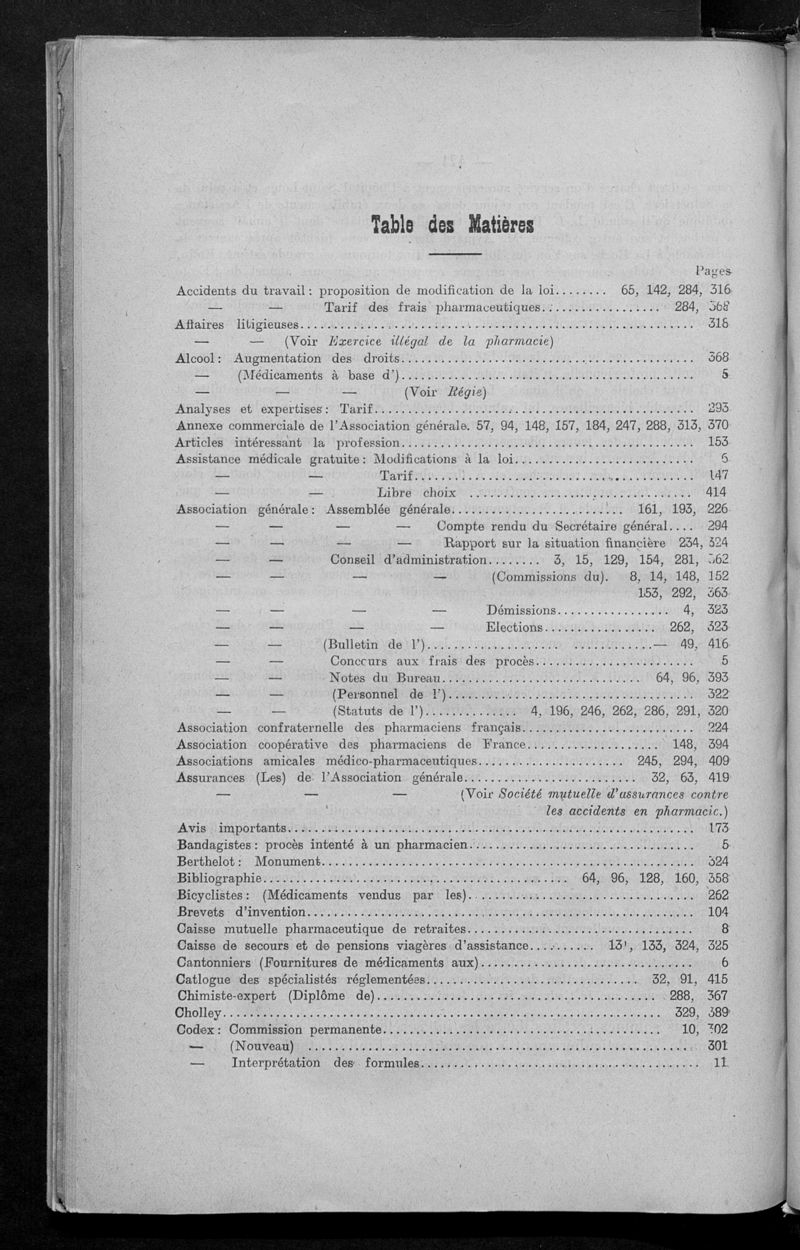 Table des Matières
Pages
Accidents du travail : proposition de modification de la loi........ 65, 142, 284, 316
— — Tarif des frais pharmaceutiques.................. 284, 368
Affaires litigieuses............................................................ 316
— — (Voir Exercice illégal de la pharmacie)
Alcool : Augmentation des droits............................................ 368
— (Médicaments à base d')............................................ 5
— — — (Voir Régie)
Analyses et expertises : Tarif................................................ 293
Annexe commerciale de l'Association générale. 57, 94, 148, 157, 184, 247, 288, 313, 370
Articles intéressant la profession............................................ 153
Assistance médicale gratuite : Modifications à la loi........................... 5
— — Tarif.......................................... 147
— — Libre choix .................................. 414
Association générale : Assemblée générale.......................... 161, 193, 226
— — — — Compte rendu du Secrétaire général.... 294
— — — — Rapport sur la situation financière 234, 324
— — Conseil d'administration........ 3, 15, 129, 154, 281, 362
— — — — (Commissions du). 8, 14, 148, 152
153, 292, 363
— — — — Démissions................. 4, 323
— — — — Elections................. 262, 323
— — (Bulletin de l')................... ............— 49, 416
— — Conccurs aux frais des procès........................ 5
— — Notes du Bureau.............................. 64, 96, 393
— — (Personnel de l')..................................... 322
— — (Statuts de l').............. 4, 196, 246, 262, 286, 291, 320
Association confraternelle des pharmaciens français.......................... 224
Association coopérative des pharmaciens de France.................... 148, 394
Associations amicales médico-pharmaceutiques...................... 245, 294, 409
Assurances (Les) de l'Association générale.......................... 32, 63, 419
— — — (Voir Société mutuelle d'assurances contre
les accidents en pharmacie.)
Avis importants.............................................................. 173
Bandagistes : procès intenté à un pharmacien.................................. 5
Berthelot : Monument........................................................ 324
Bibliographie.............................................. 64, 96, 128, 160, 358
Bicyclistes : (Médicaments vendus par les).................................. 262
Brevets d'invention.......................................................... 104
Caisse mutuelle pharmaceutique de retraites.................................. 8
Caisse de secours et de pensions viagères d'assistance.......... 13', 133, 324, 325
Cantonniers (Fournitures de médicaments aux)................................ 6
Catlogue des spécialistés réglementées................................ 32, 91, 415
Chimiste-expert (Diplôme de).......................................... 288, 367
Cholley.................................................................. 329, 389
Codex : Commission permanente.......................................... 10, 302
— (Nouveau) .......................................................... 301
— Interprétation des formules.......................................... 11